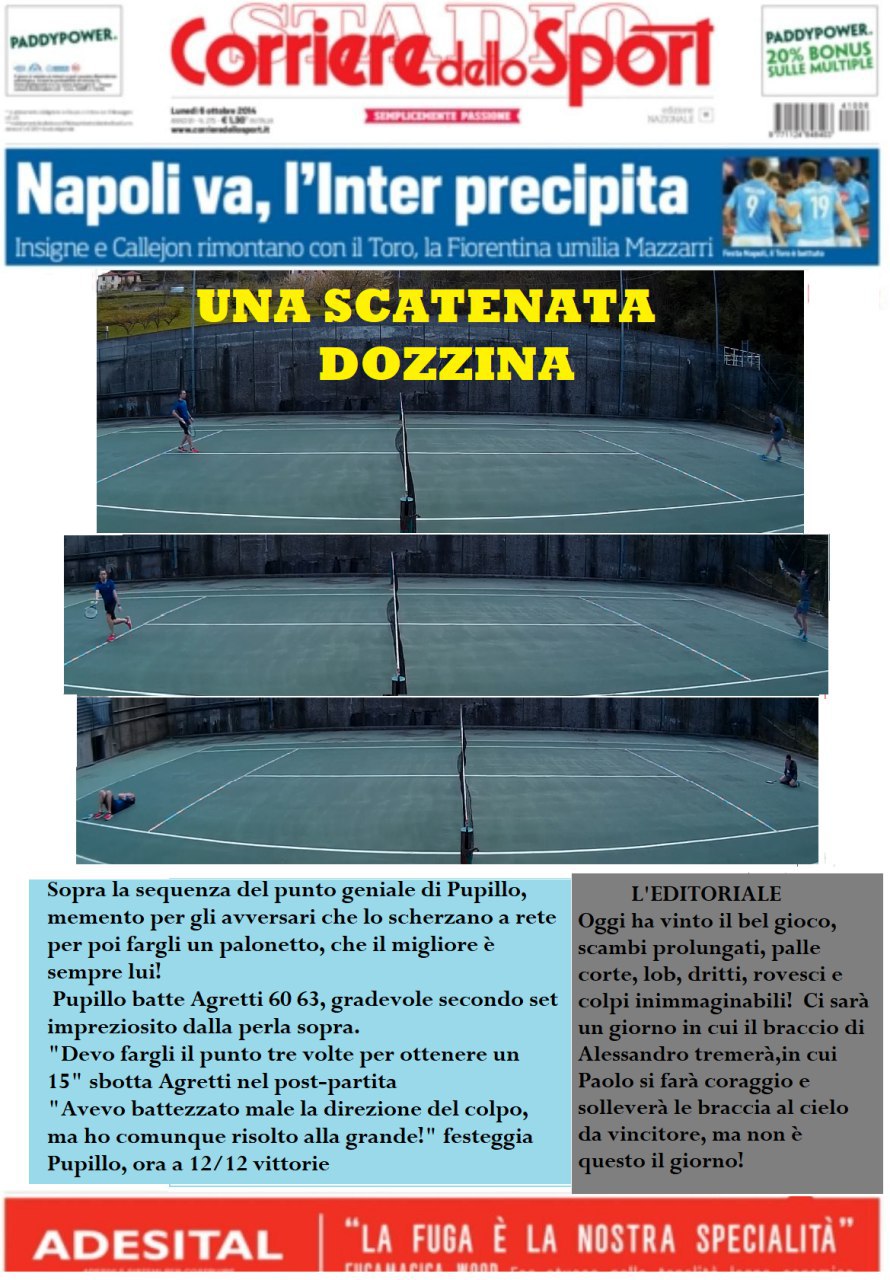 STADIO
PADDYPOWER.
Corriere dello Sport
PADDYPOWER.
20% BONUS
SULLE MULTIPLE
Lunedì 6 ottobre 2014
www.corrieredellosport.it
SEMPLICEMENTE PASSIONE
edizione
NAZIONALE
41006
Napoli va, l'Inter precipita
Insigne e Callejon rimontano con il Toro, la Fiorentina umilia Mazzarri
9
19
Festa Napoli, il Toro è battuto
UNA SCATENATA
DOZZINA
Sopra la sequenza del punto geniale di Pupillo,
memento per gli avversari che lo scherzano a rete
per poi fargli un palonetto, che il migliore è
sempre lui!
Pupillo batte Agretti 60 63, gradevole secondo set
impreziosito dalla perla sopra.
"Devo fargli il punto tre volte per ottenere un
15" sbotta Agretti nel post-partita
"Avevo battezzato male la direzione del colpo,
ma ho comunque risolto alla grande!" festeggia
Pupillo, ora a 12/12 vittorie
L'EDITORIALE
Oggi ha vinto il bel gioco,
scambi prolungati, palle
corte, lob, dritti, rovesci e
colpi inimmaginabili! Ci sarà
un giorno in cui il braccio di
Alessandro tremerà,in cui
Paolo si farà coraggio e
solleverà le braccia al cielo
da vincitore, ma non è
questo il giorno!
ADESITAL
"LA FUGA È LA NOSTRA SPECIALITÀ"
FUGAMAGICA WOOD